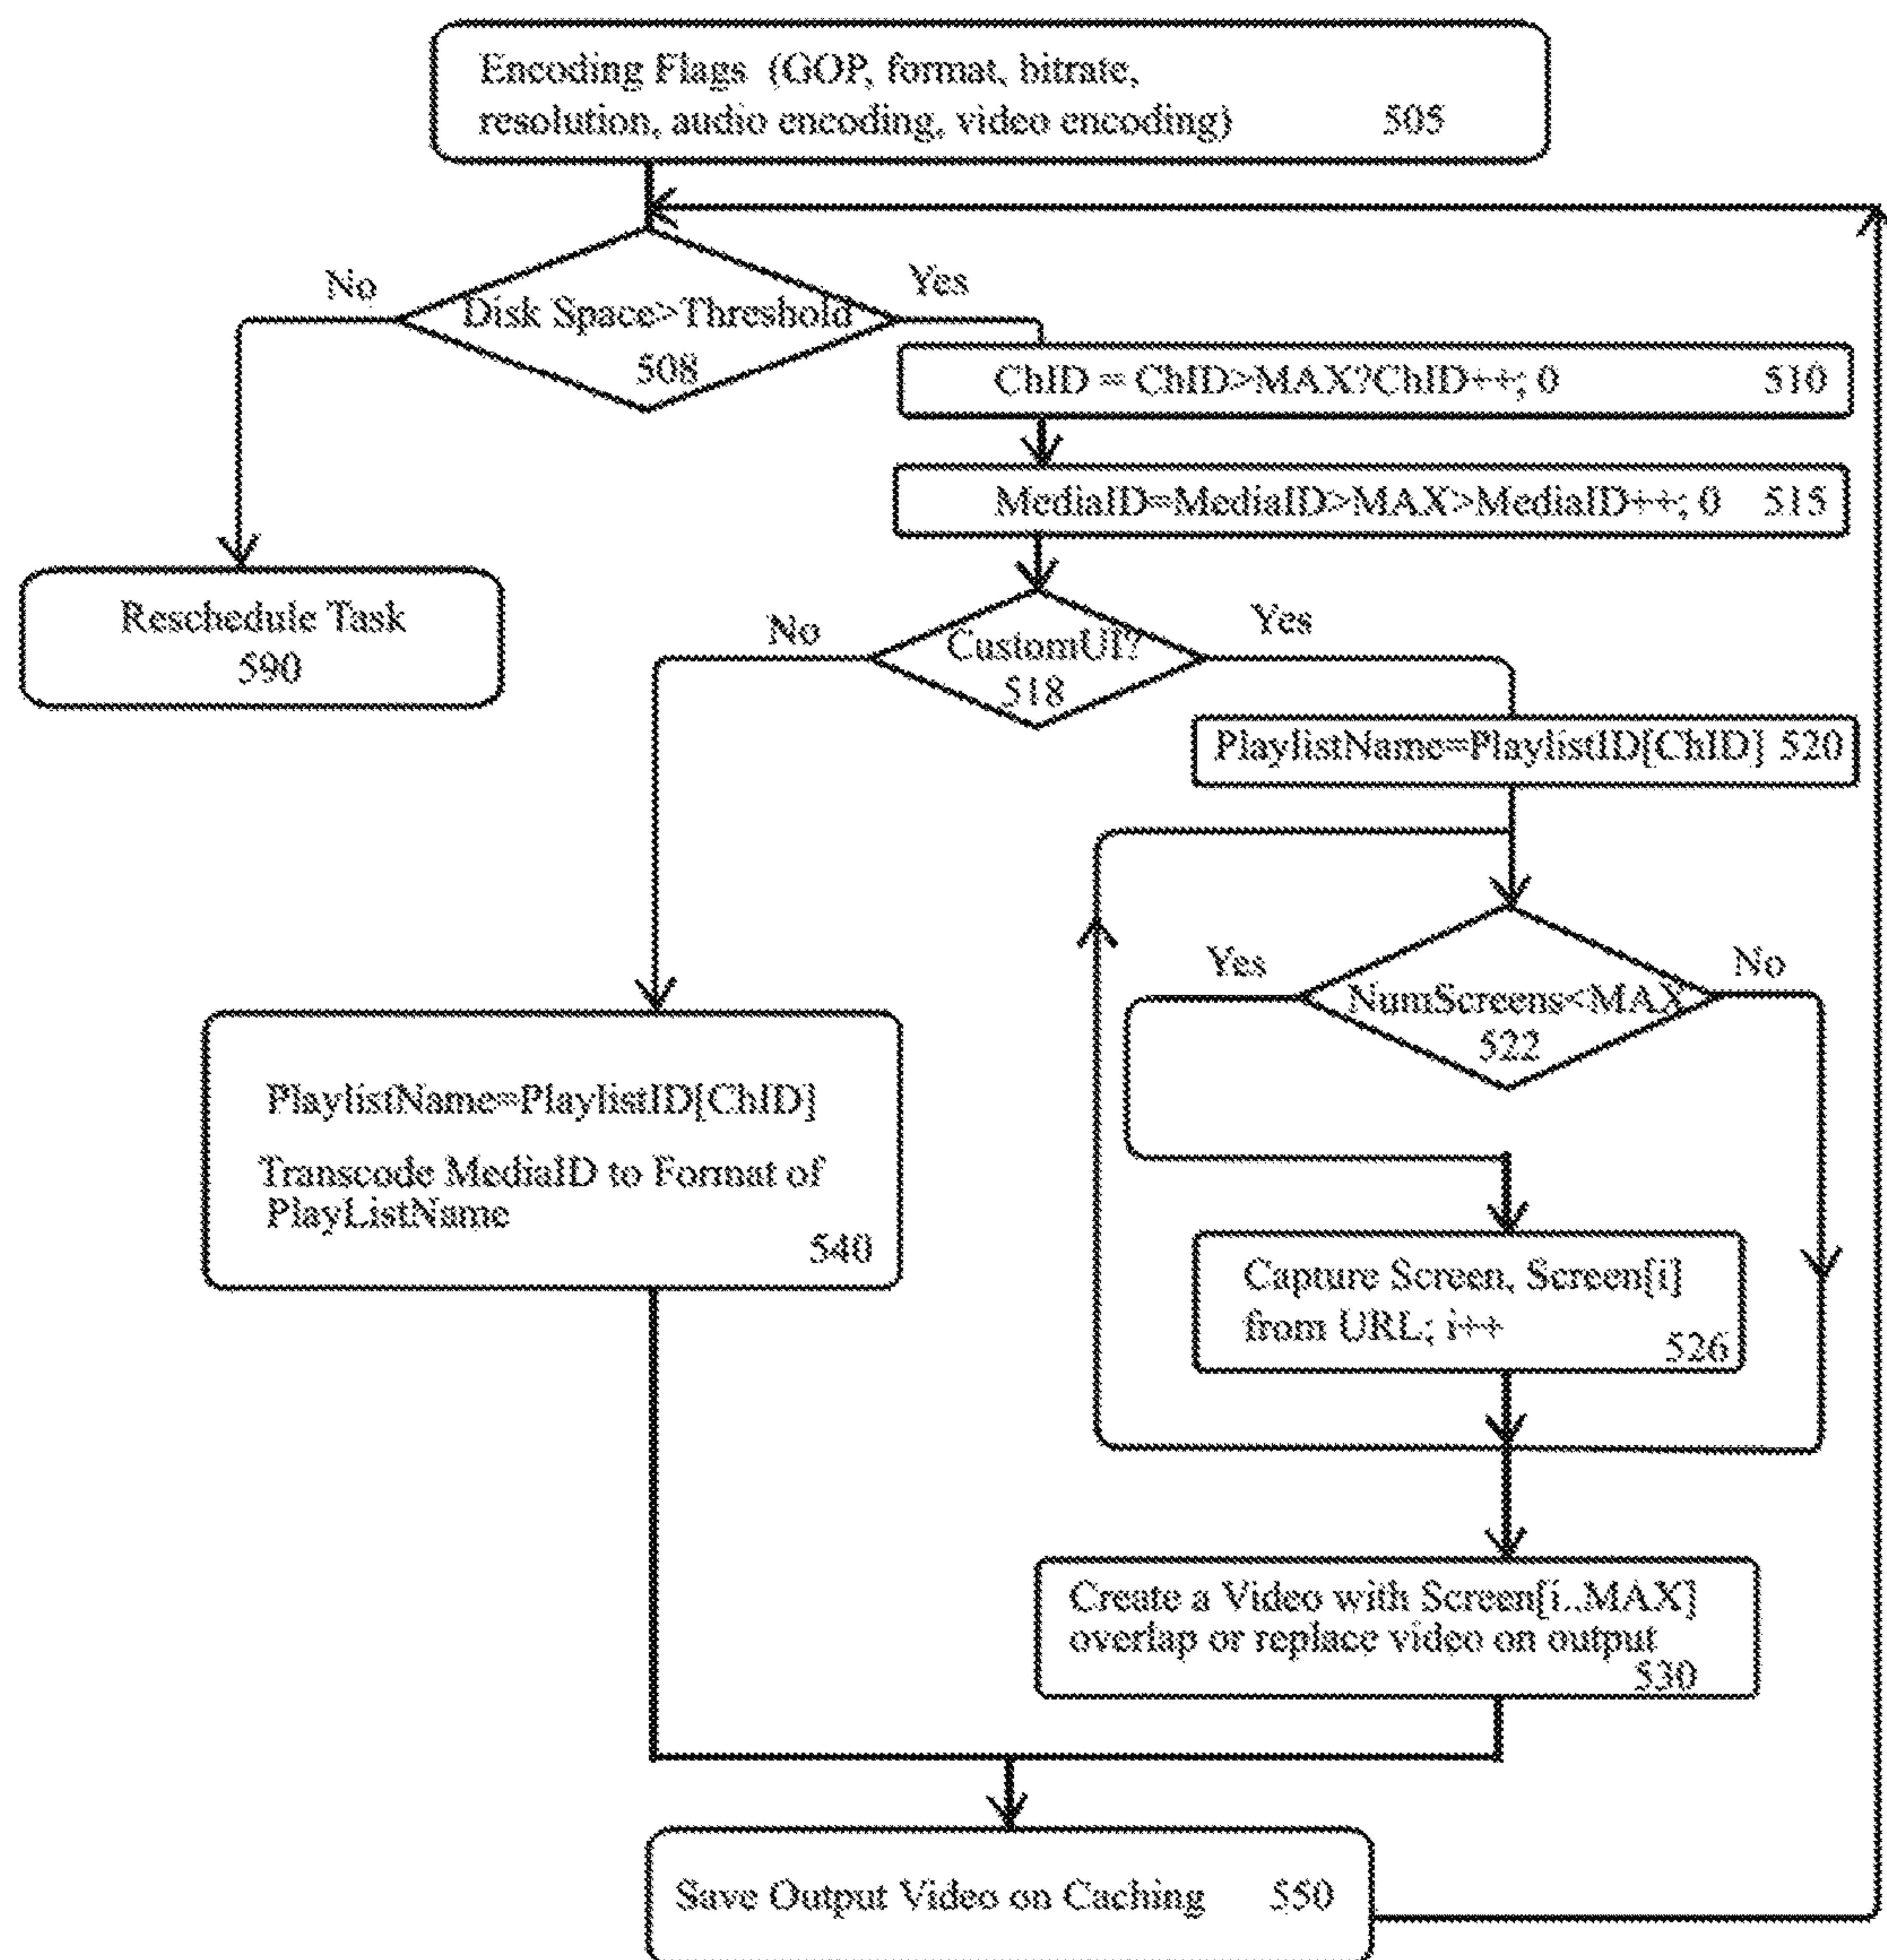 Encoding Flags (GOP, format, bitrate,
resolution, audio encoding, video encoding) 505
No
Yes
Disk Space>Threshold
508
ChID = ChID>MAX?ChID++; 0 510
MediaID=MediaID>MAX>MediaID++; 0 515
Reschedule Task
590
No
Yes
CustomUI?
518
PlaylistName=PlaylistID[ChID] 520
Yes
No
NumScreens<MAX
522
PlaylistName=PlaylistID[ChID]
Transcode MediaID to Format of
PlayListName
540
Capture Screen, Screen[i]
from URL; i++
526
Create a Video with Screen[i..MAX]
overlap or replace video on output
530
Save Output Video on Caching 550